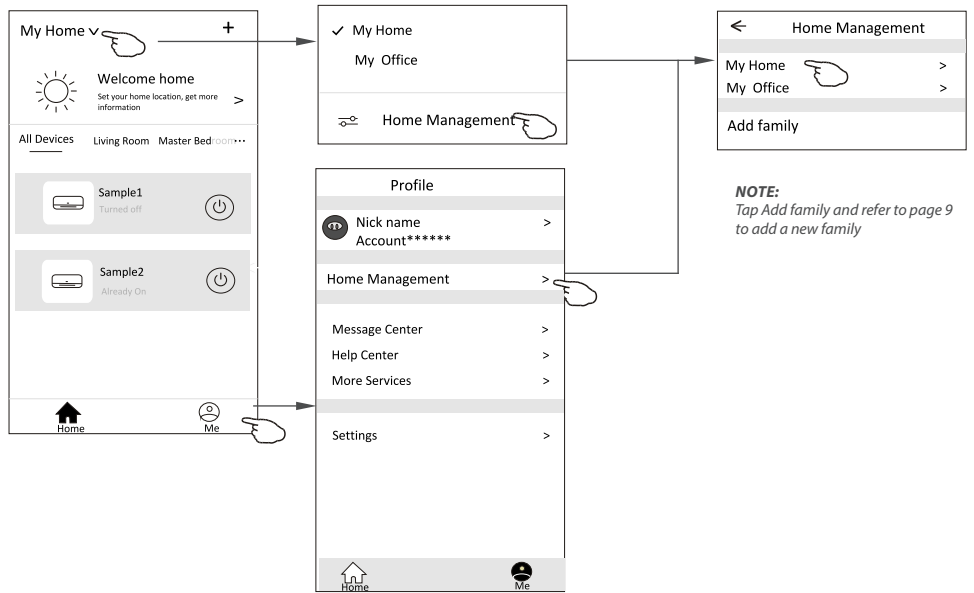 My Home
+
Welcome home
Set your home location, get more
information
>
All Devices Living Room Master Bedroom...
Sample1
Turned off
Sample2
Already On
Home
Me
✓ My Home
My Office
Home Management
Profile
Nick name >
Account******
Home Management >
Message Center >
Help Center >
More Services >
Settings >
Home
Me
Home Management
My Home >
My Office >
Add family
NOTE:
Tap Add family and refer to page 9
to add a new family